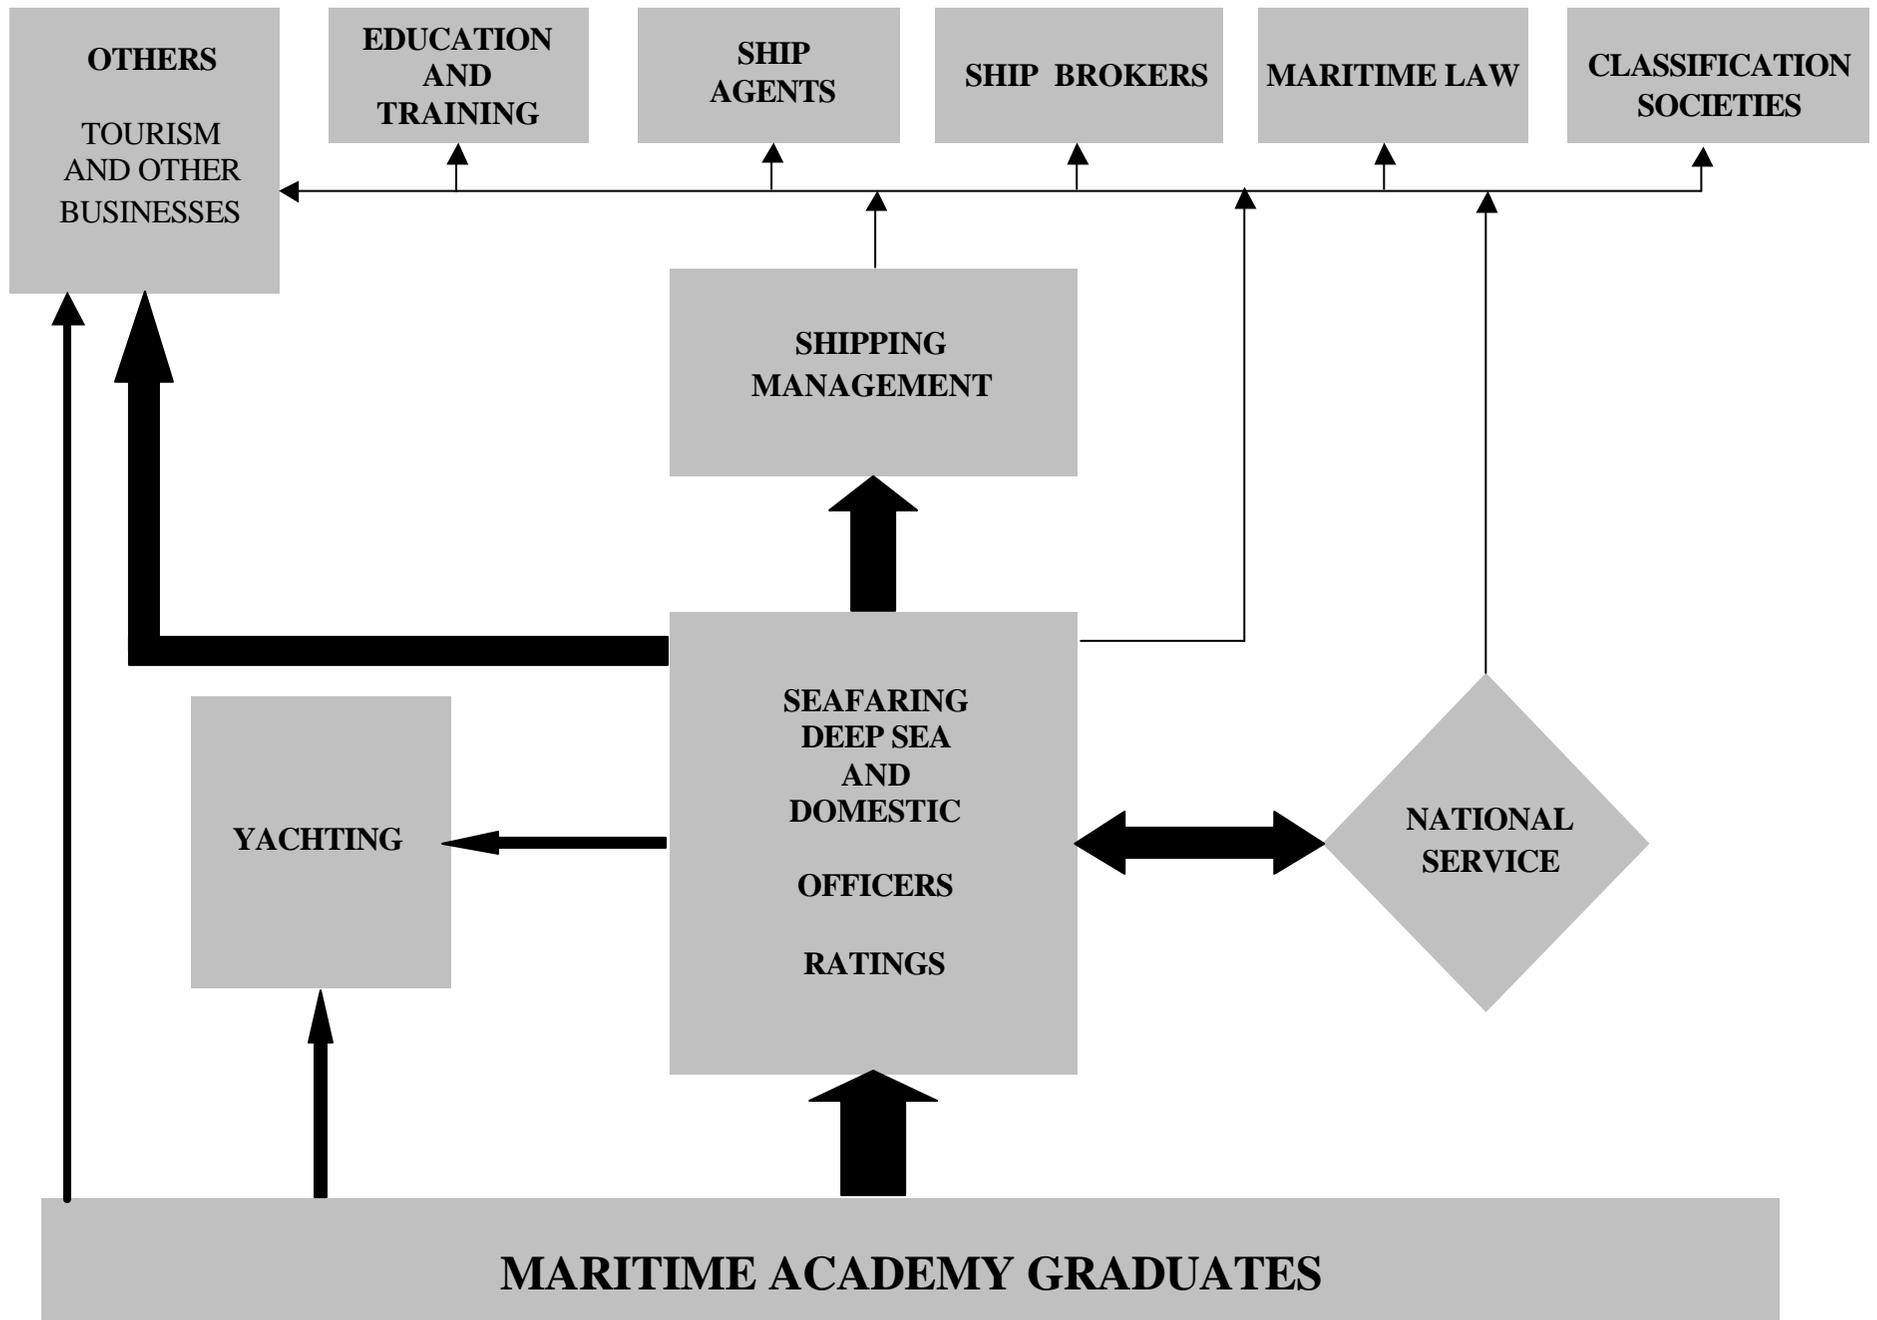 OTHERS
TOURISM
AND OTHER
BUSINESSES
EDUCATION
AND
TRAINING
SHIP
AGENTS
SHIP BROKERS
MARITIME LAW
CLASSIFICATION
SOCIETIES
SHIPPING
MANAGEMENT
SEAFARING
DEEP SEA
AND
DOMESTIC
OFFICERS
RATINGS
YACHTING
NATIONAL
SERVICE
MARITIME ACADEMY GRADUATES